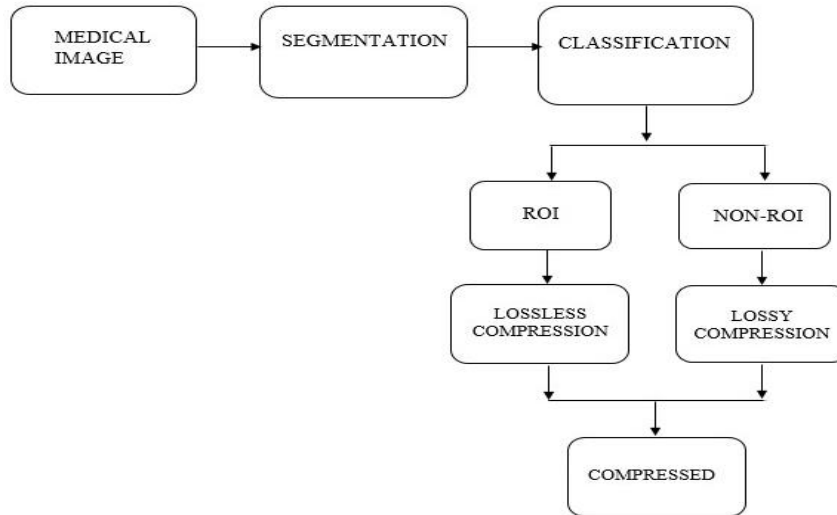 MEDICAL
IMAGE
SEGMENTATION
CLASSIFICATION
ROI
NON-ROI
LOSSLESS
COMPRESSION
LOSSY
COMPRESSION
COMPRESSED